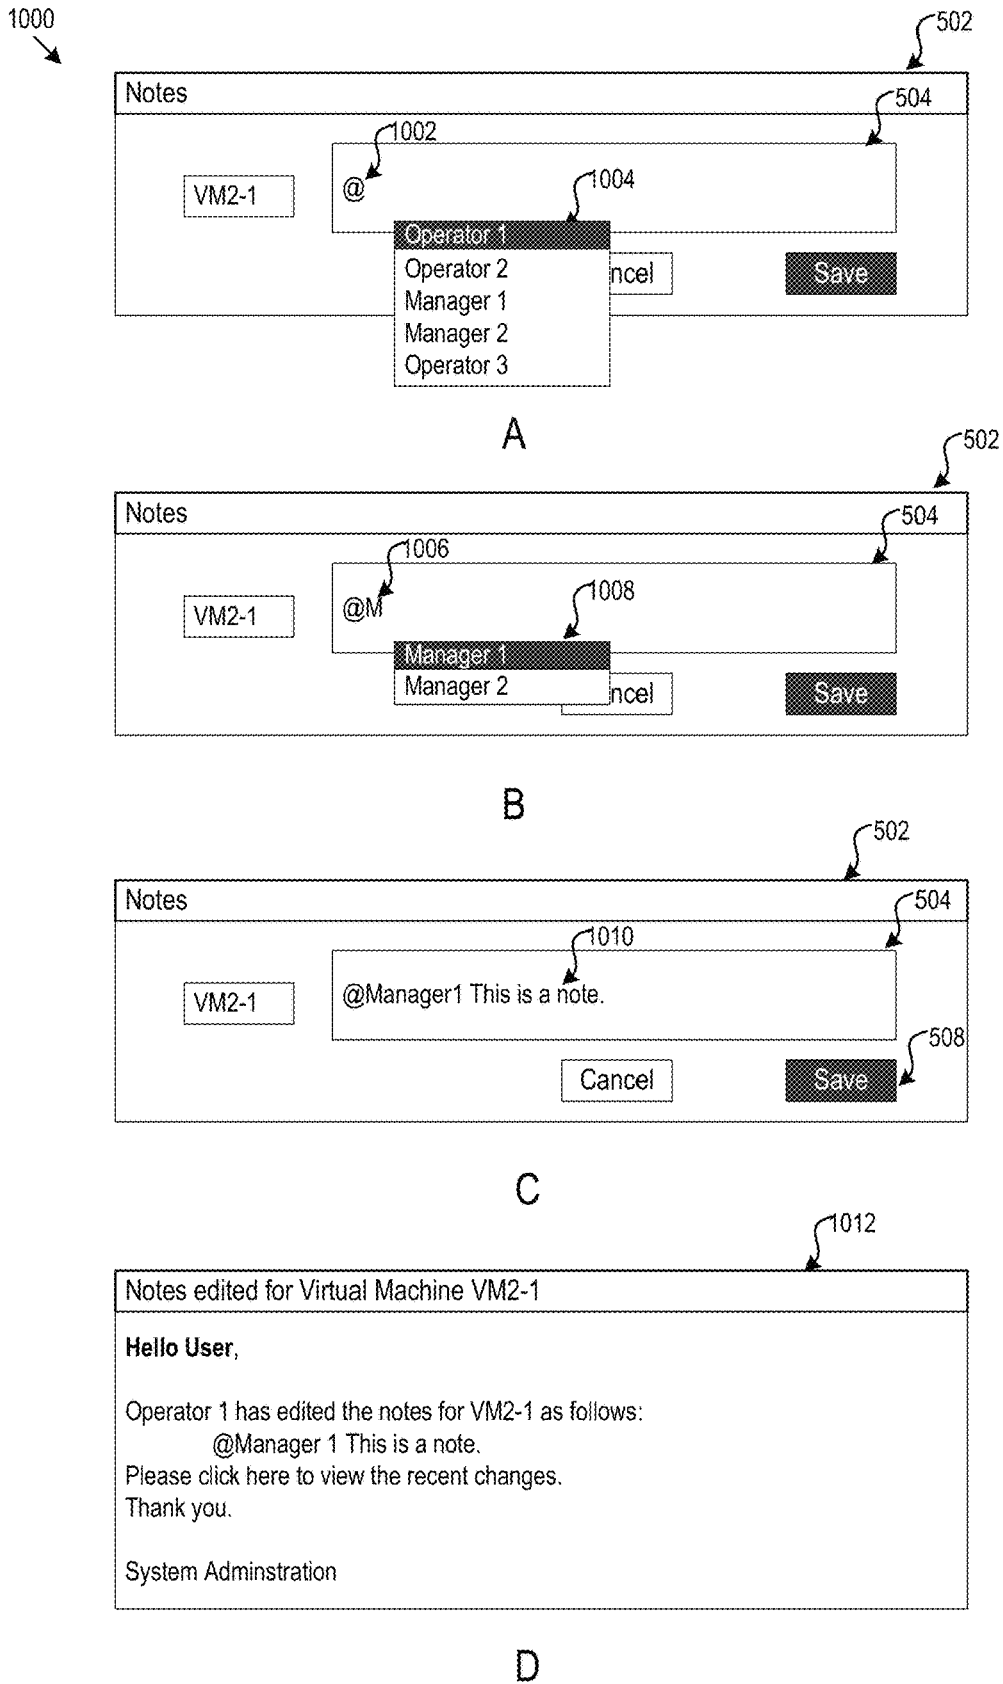 1000
502
Notes
504
1002
VM2-1
@
1004
Operator 1
Operator 2
Manager 1
Manager 2
Operator 3
ncel
Save
A
502
Notes
504
1006
VM2-1
@M
1008
Manager 1
Manager 2
ncel
Save
B
502
Notes
504
1010
VM2-1
@Manager1 This is a note.
508
Cancel
Save
C
1012
Notes edited for Virtual Machine VM2-1
Hello User,
Operator 1 has edited the notes for VM2-1 as follows:
@Manager 1 This is a note.
Please click here to view the recent changes.
Thank you.
System Adminstration
D